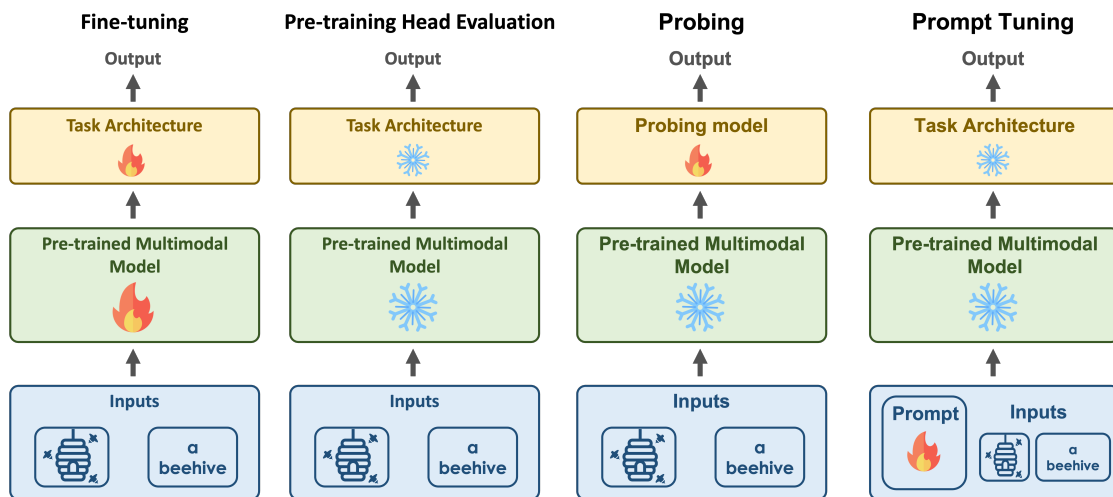 Fine-tuning
Output
Task Architecture
Pre-trained Multimodal
Model
Inputs
a
beehive
Pre-training Head Evaluation
Output
Task Architecture
Pre-trained Multimodal
Model
Inputs
a
beehive
Probing
Output
Probing model
Pre-trained Multimodal
Model
Inputs
a
beehive
Prompt Tuning
Output
Task Architecture
Pre-trained Multimodal
Model
Prompt
Inputs
a
beehive